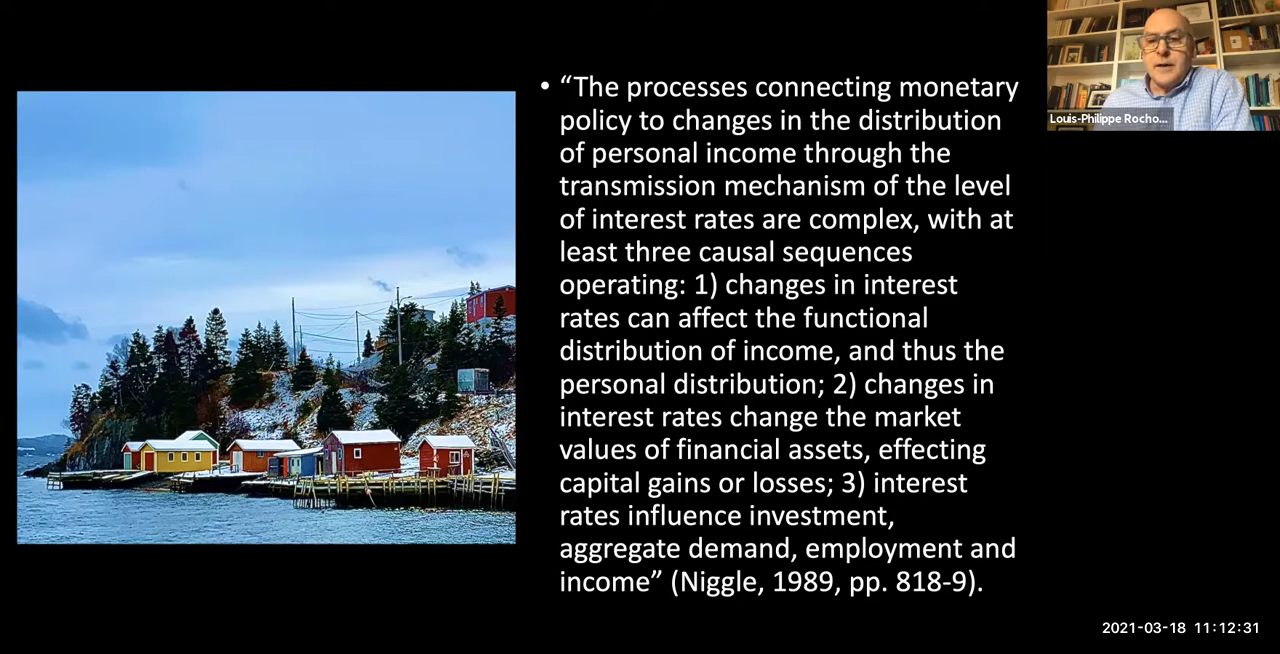 • “The processes connecting monetary
policy to changes in the distribution
of personal income through the
transmission mechanism of the level
of interest rates are complex, with at
least three causal sequences
operating: 1) changes in interest
rates can affect the functional
distribution of income, and thus the
personal distribution; 2) changes in
interest rates change the market
values of financial assets, effecting
capital gains or losses; 3) interest
rates influence investment,
aggregate demand, employment and
income” (Niggle, 1989, pp. 818-9).
Louis-Philippe Rocho...
2021-03-18 11:12:31